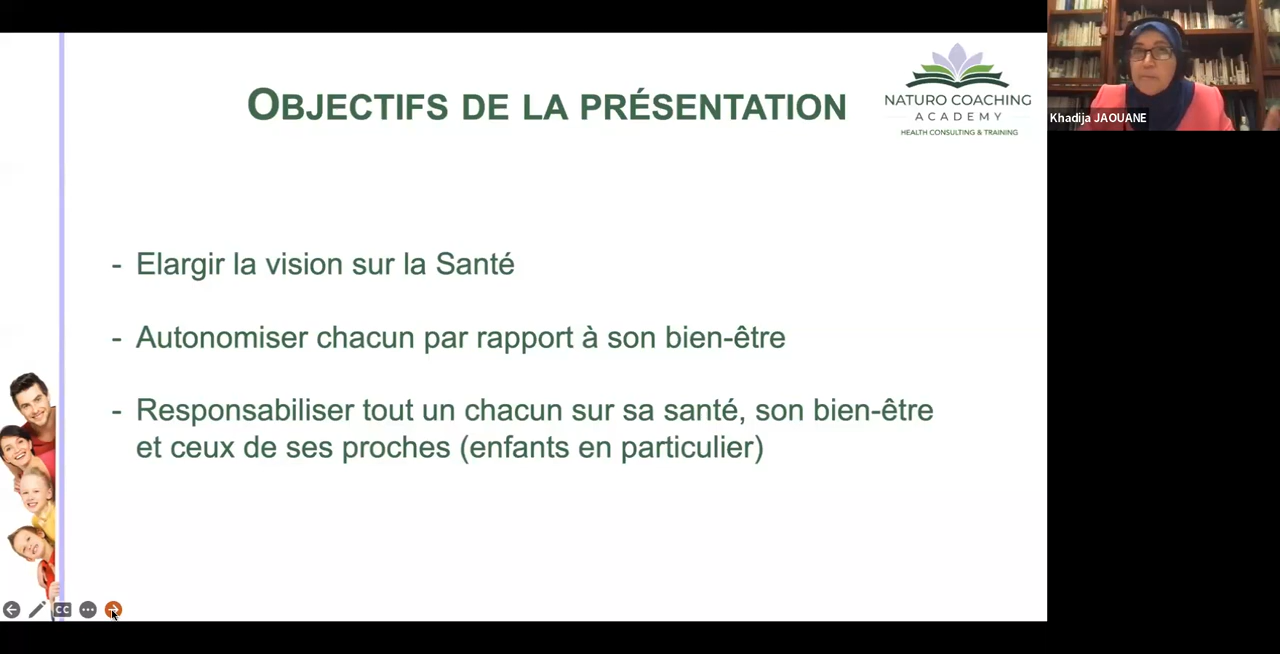 OBJECTIFS DE LA PRÉSENTATION
NATURO COACHING
ACADEMY
HEALTH CONSULTING & TRAINING
Khadija JAOUANE
- Elargir la vision sur la Santé
- Autonomiser chacun par rapport à son bien-être
- Responsabiliser tout un chacun sur sa santé, son bien-être
et ceux de ses proches (enfants en particulier)
CC